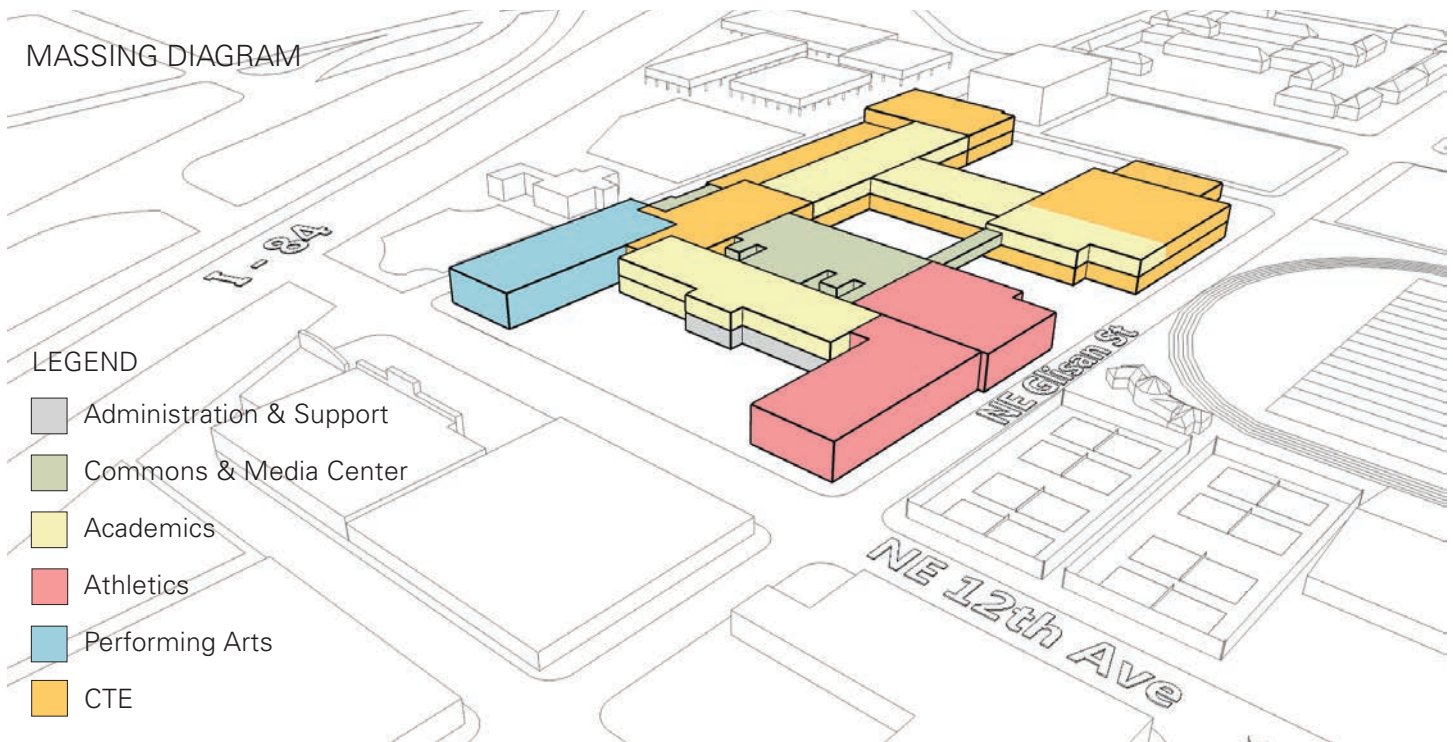 MASSING DIAGRAM
I-84
NE Glisan St
NE 12th Ave
LEGEND
Administration & Support
Commons & Media Center
Academics
Athletics
Performing Arts
CTE